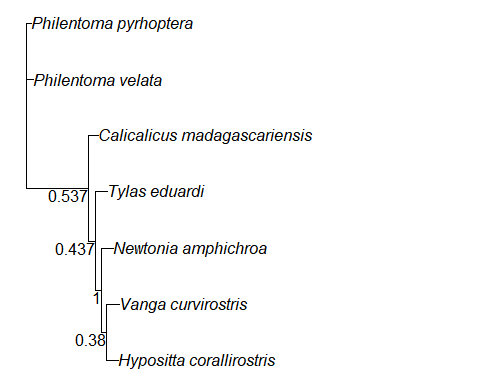 Philentoma pyrhoptera
Philentoma velata
Calicalicus madagascariensis
0.537
Tylas eduardi
0.437
Newtonia amphichroa
1
Vanga curvirostris
0.38
Hypositta corallirostris